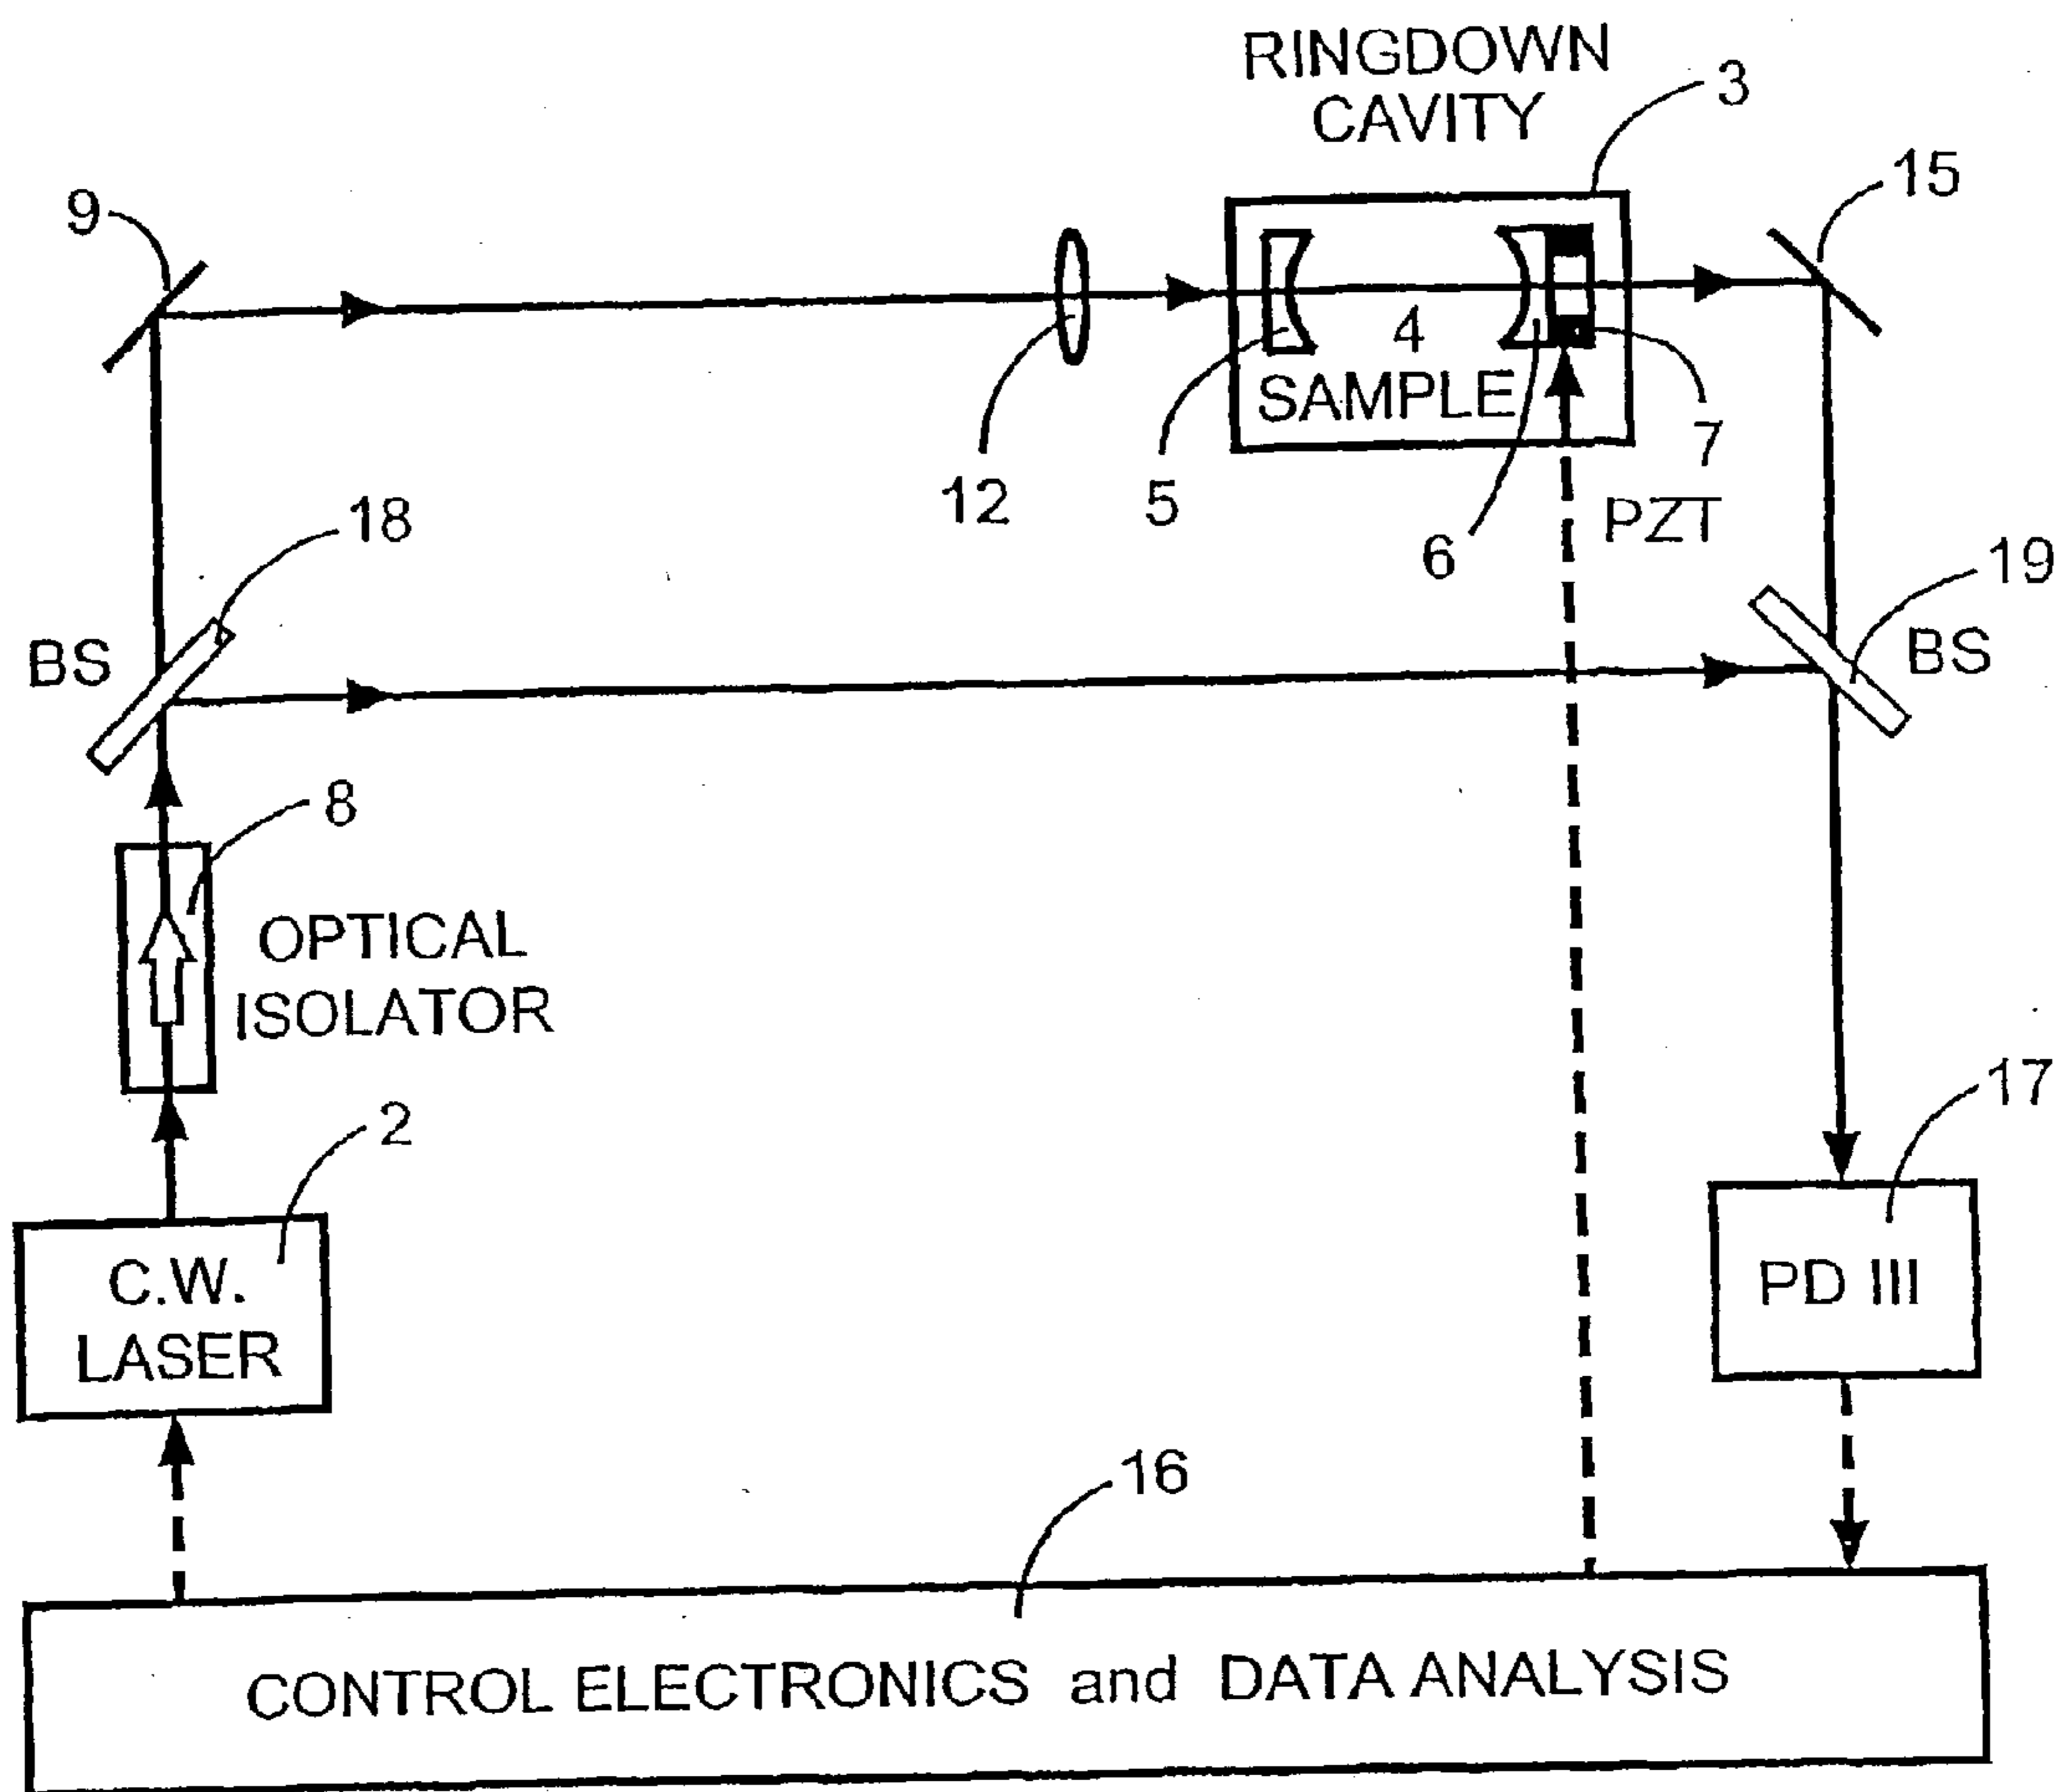 RINGDOWN
CAVITY
3
9
15
4
SAMPLE
12
5
6
7
PZT
18
19
BS
BS
8
OPTICAL
ISOLATOR
2
17
C.W.
LASER
PD III
16
CONTROL ELECTRONICS and DATA ANALYSIS